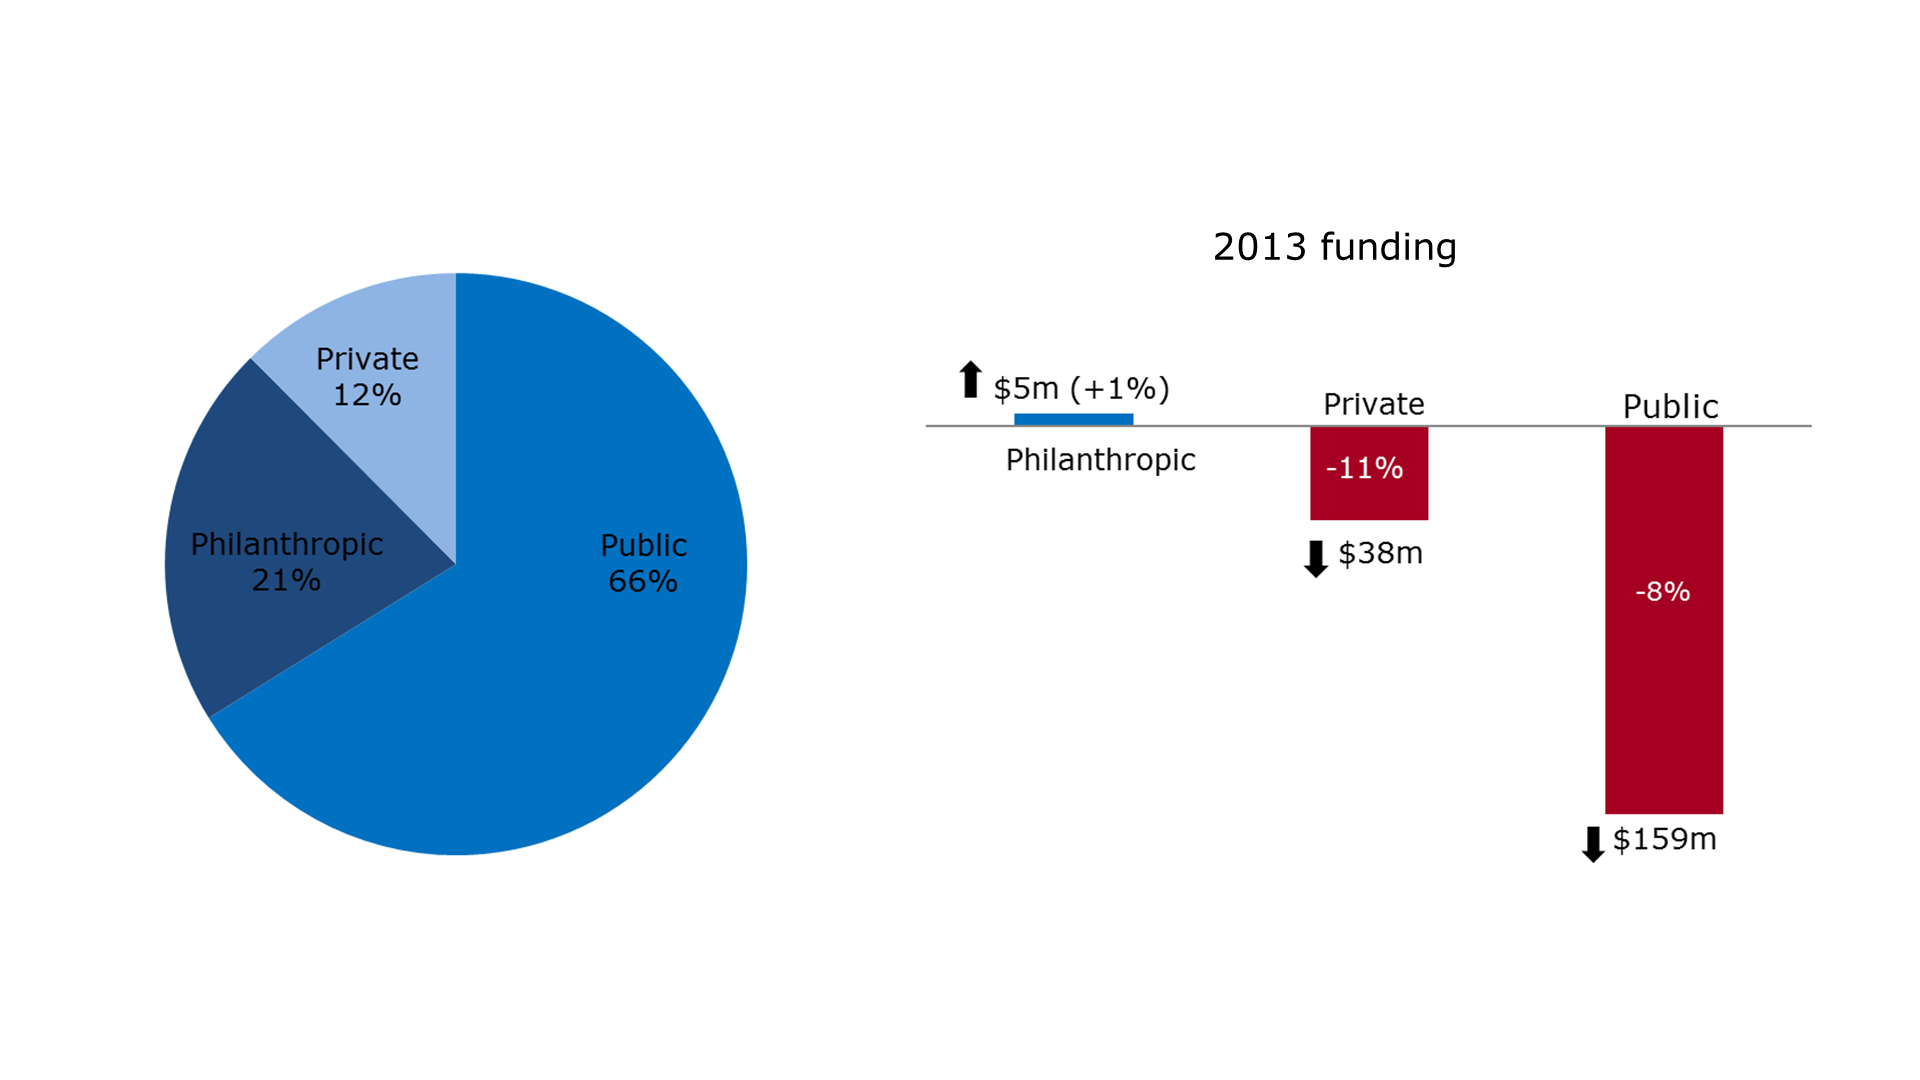 Private
12%
Philanthropic
21%
Public
66%
2013 funding
$5m (+1%)
Philanthropic
Private
-11%
$38m
Public
-8%
$159m